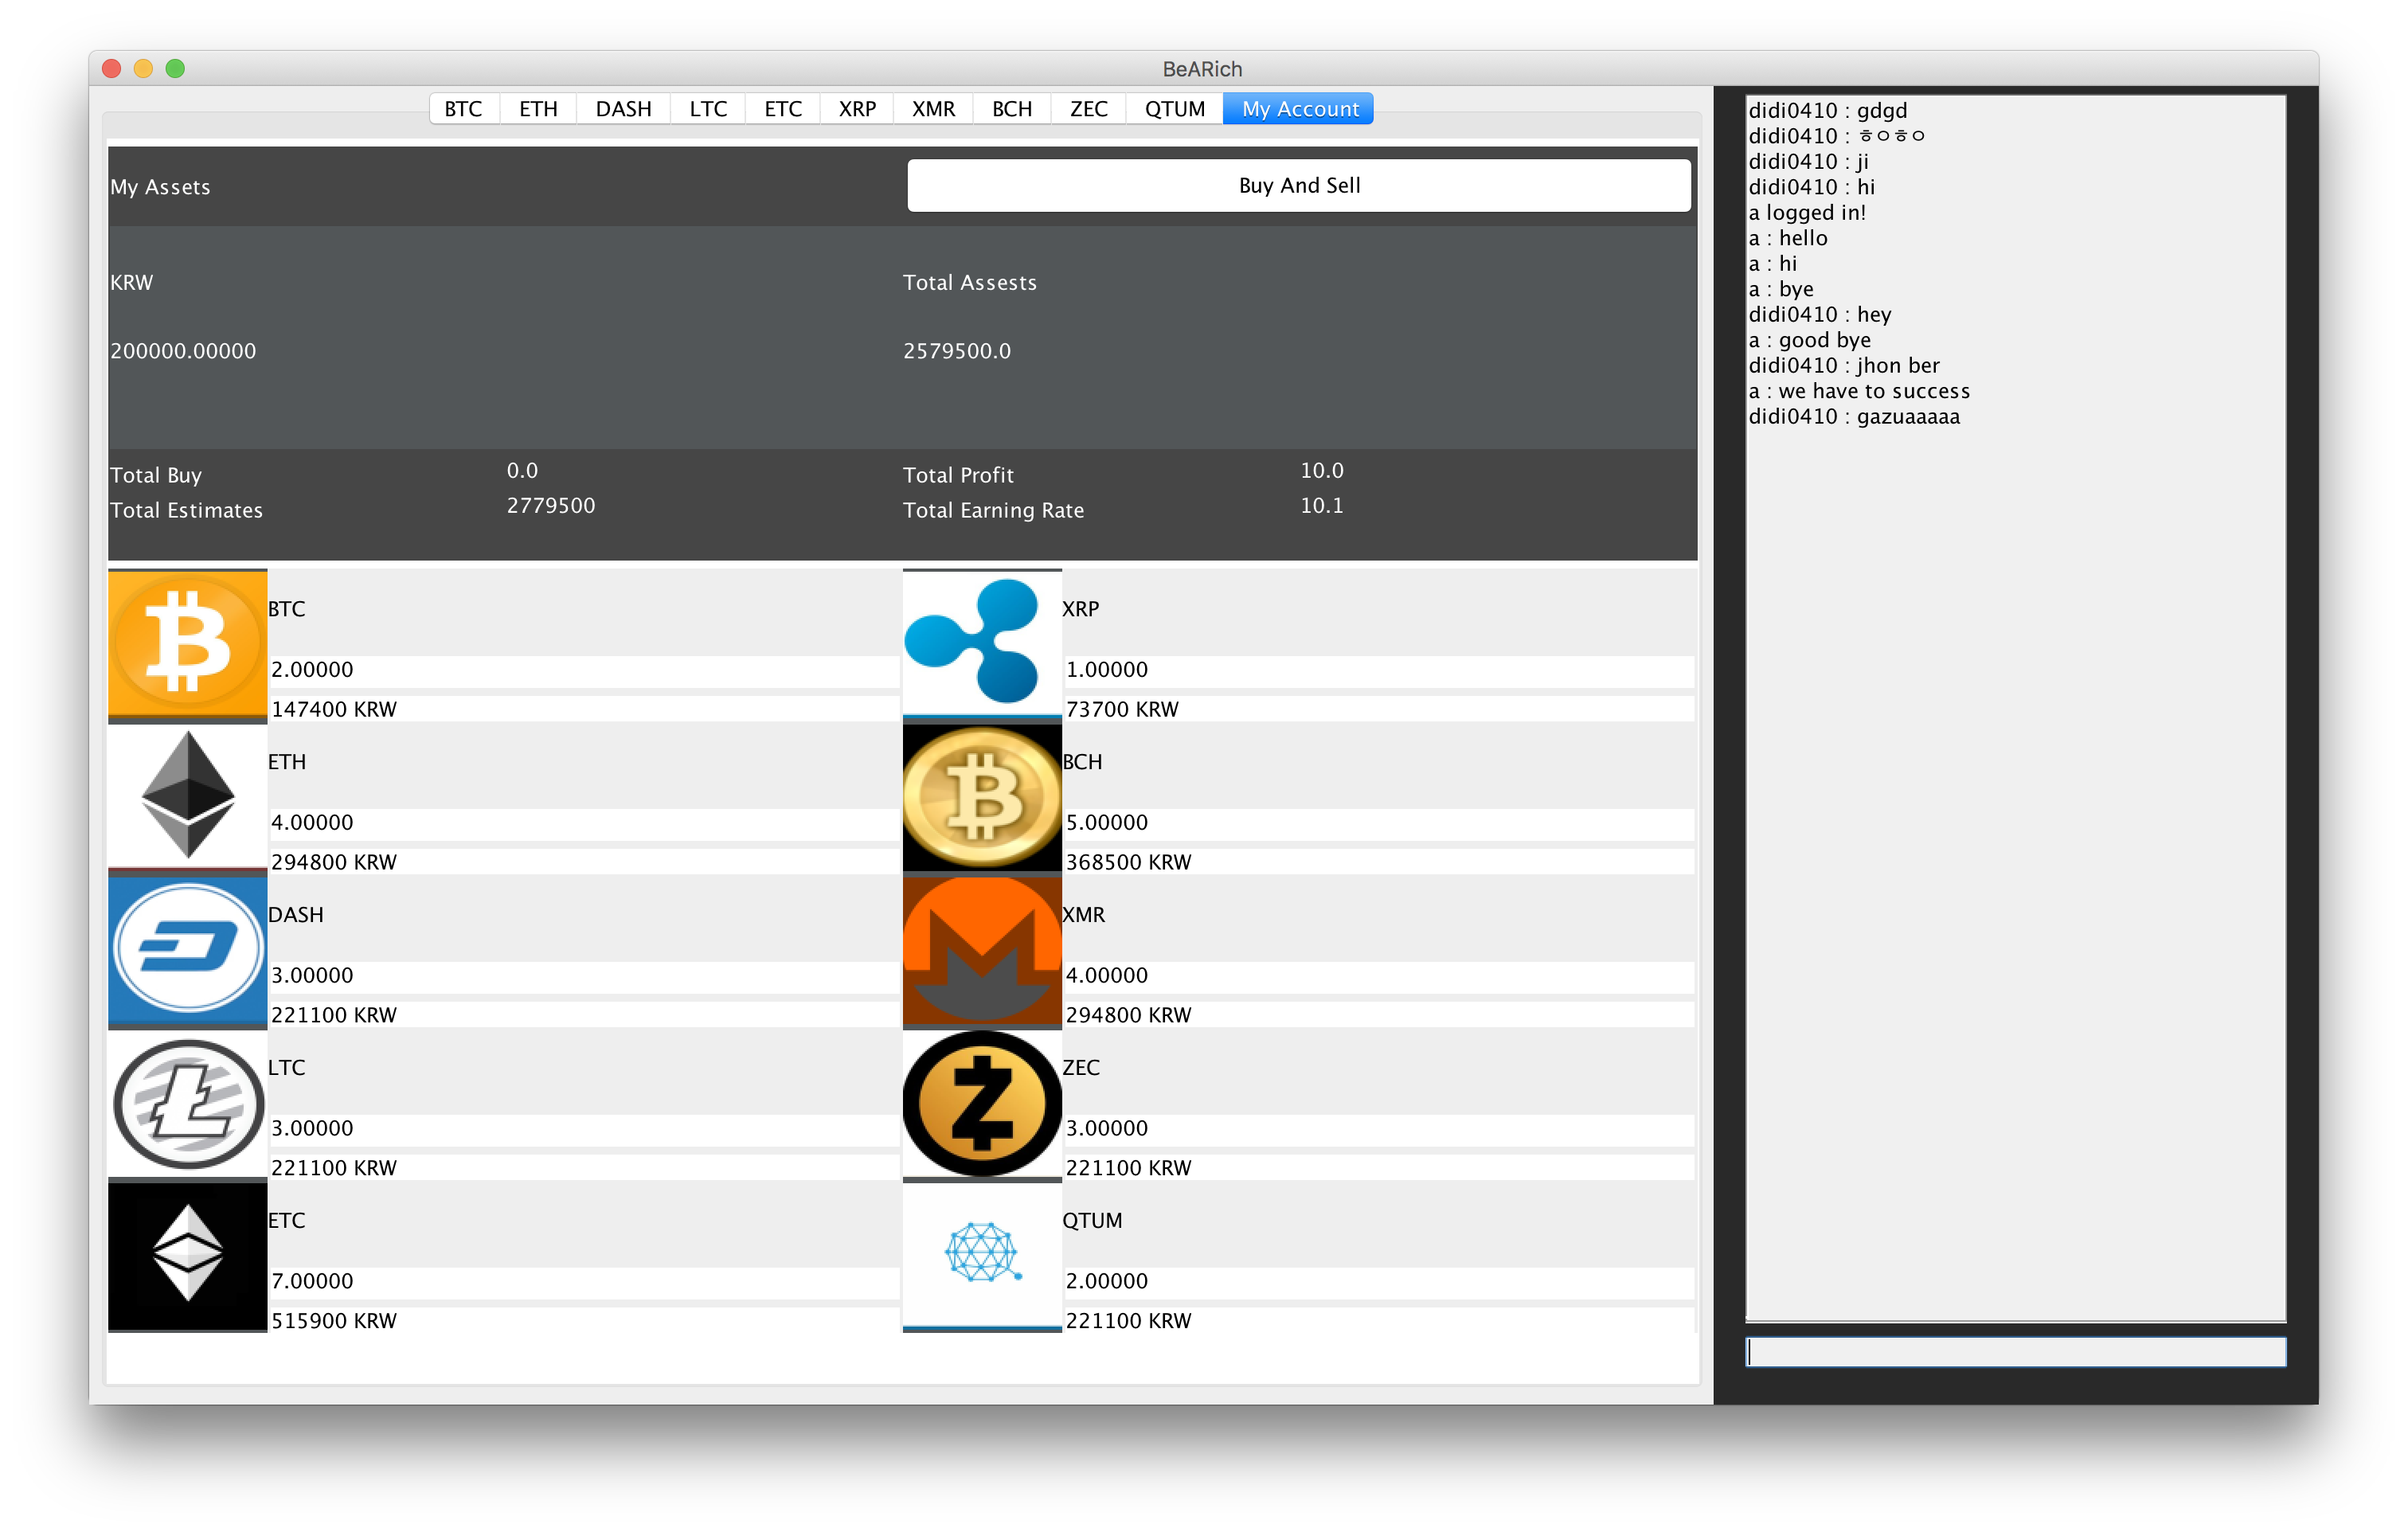 BeARich
BTC ETH DASH LTC ETC XRP XMR BCH ZEC QTUM My Account
My Assets
Buy And Sell
KRW
Total Assests
200000.00000
2579500.0
Total Buy 0.0 Total Profit 10.0
Total Estimates 2779500 Total Earning Rate 10.1
BTC
2.00000
147400 KRW
XRP
1.00000
73700 KRW
ETH
4.00000
294800 KRW
BCH
5.00000
368500 KRW
DASH
3.00000
221100 KRW
XMR
4.00000
294800 KRW
LTC
3.00000
221100 KRW
ZEC
3.00000
221100 KRW
ETC
7.00000
515900 KRW
QTUM
2.00000
221100 KRW
didi0410 : gdgd
didi0410 : ㅎㅇㅎㅇ
didi0410 : ji
didi0410 : hi
a logged in!
a : hello
a : hi
a : bye
didi0410 : hey
a : good bye
didi0410 : jhon ber
a : we have to success
didi0410 : gazuaaaaa